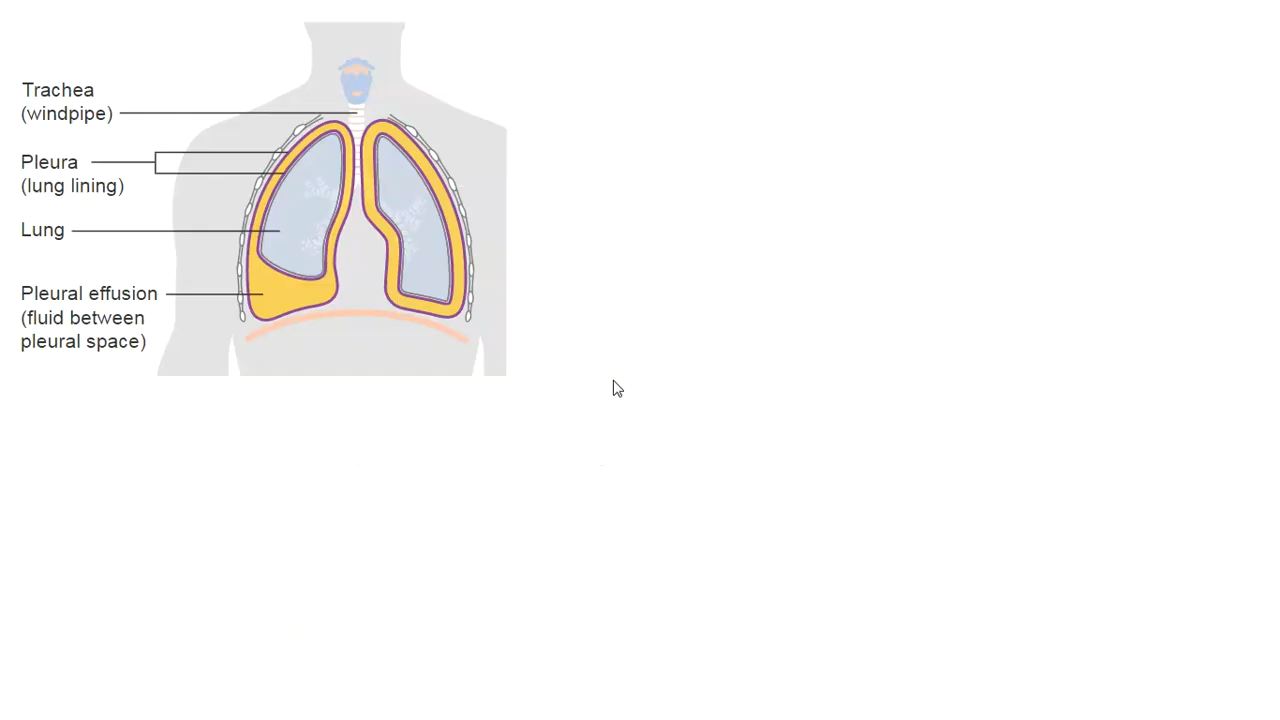 Trachea
(windpipe)
Pleura
(lung lining)
Lung
Pleural effusion
(fluid between
pleural space)